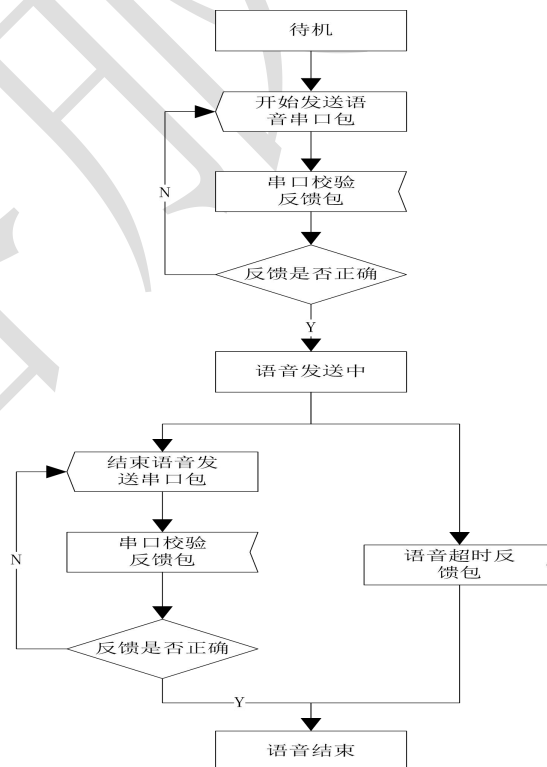 待机
开始发送语
音串口包
串口校验
反馈包
N
反馈是否正确
Y
语音发送中
结束语音发
送串口包
串口校验
反馈包
语音超时反
馈包
N
反馈是否正确
Y
语音结束